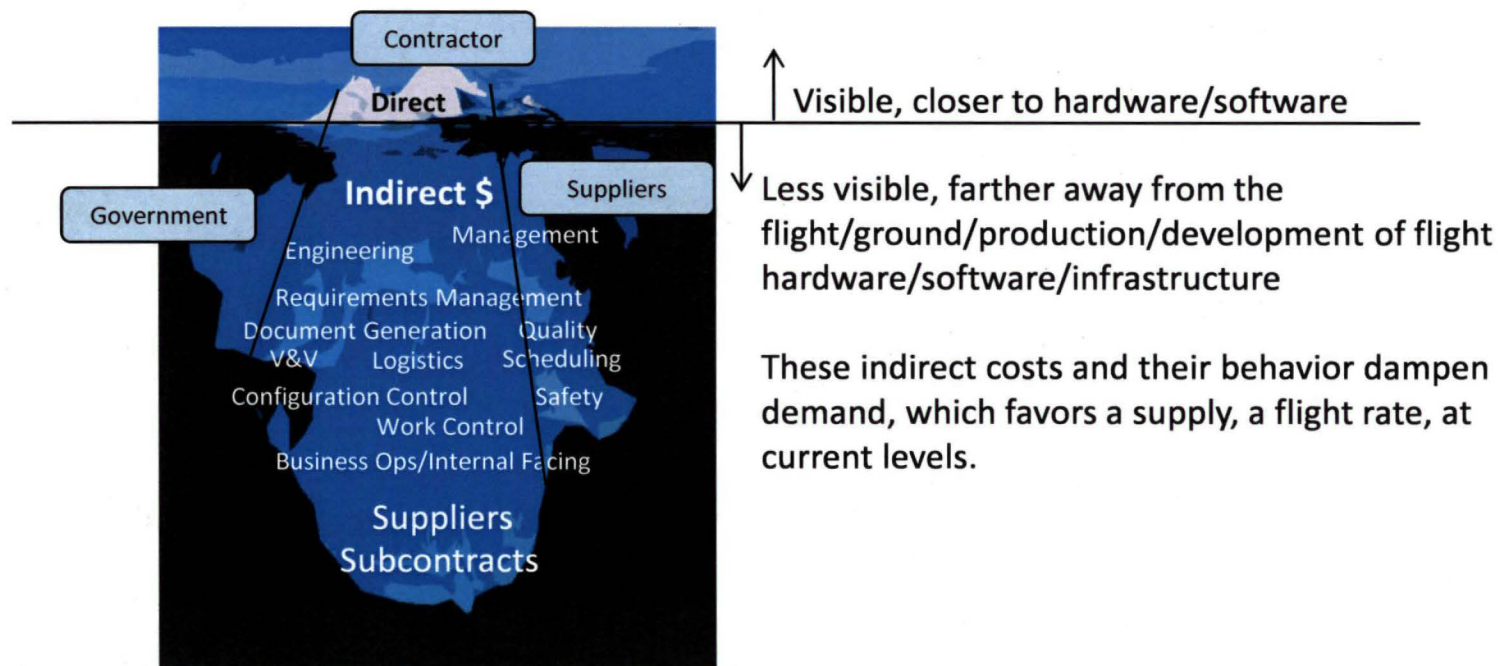 Contractor
Direct
Visible, closer to hardware/software
Government
Indirect $
Suppliers
Engineering
Management
Requirements Management
Document Generation
Quality
V&V
Logistics
Scheduling
Configuration Control
Safety
Work Control
Business Ops/Internal Facing
Suppliers
Subcontracts
Less visible, farther away from the
flight/ground/production/development of flight
hardware/software/infrastructure
These indirect costs and their behavior dampen
demand, which favors a supply, a flight rate, at
current levels.